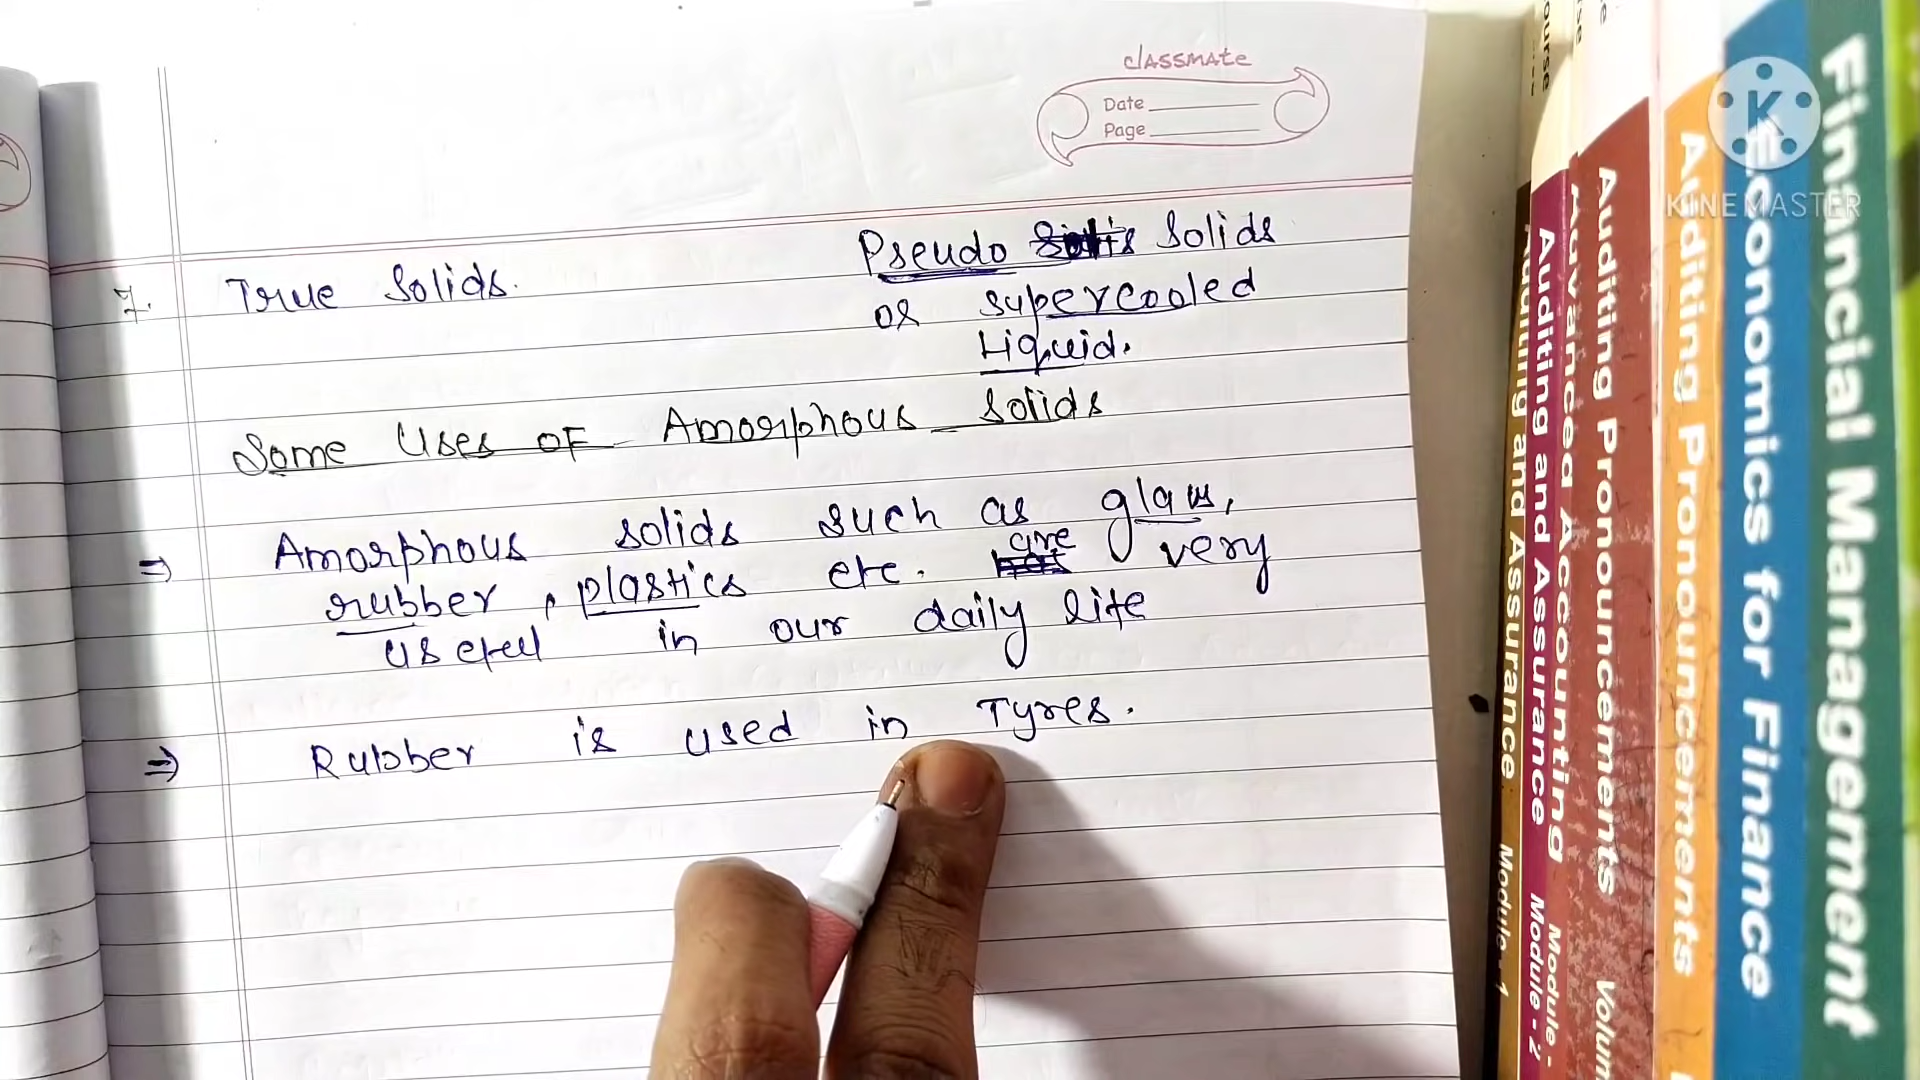 classmate
Date
Page
7. True Solids.
Pseudo Solids
or supercooled
Liquid.
Some Uses of Amorphous solids
⇒ Amorphous solids such as glass,
rubber, plastics etc. are very
useful in our daily life
⇒ Rubber is used in Tyres.
K
KINEMASTER
Financial Management
Economics for Finance
Auditing Pronouncements
Auditing Pronouncements
Advanced Accounting Module -
Auditing and Assurance Module - 2
Auditing and Assurance Module - 1